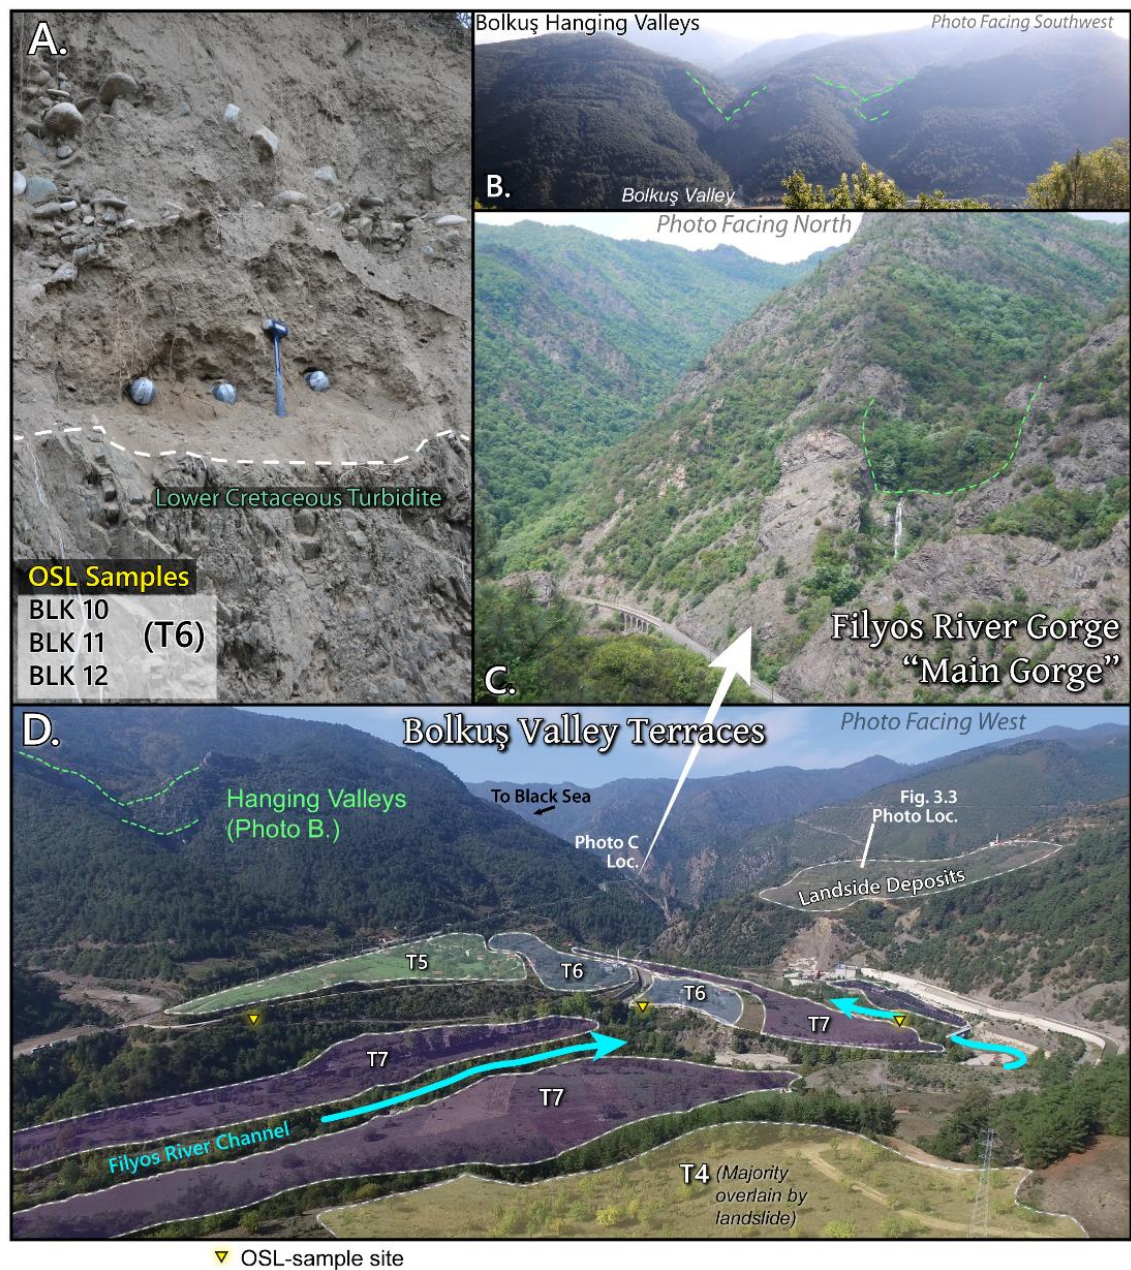 A.
Lower Cretaceous Turbidite
OSL Samples
BLK 10
BLK 11
BLK 12
(T6)
Bolkuş Hanging Valleys
Photo Facing Southwest
B.
Bolkuş Valley
Photo Facing North
Filyos River Gorge
“Main Gorge”
C.
D.
Bolkuş Valley Terraces
Photo Facing West
Hanging Valleys
(Photo B.)
To Black Sea
Photo C
Loc.
Fig. 3.3
Photo Loc.
Landside Deposits
T5
T6
T6
T7
T7
T7
Filyos River Channel
T4
(Majority
overlain by
landslide)
OSL-sample site